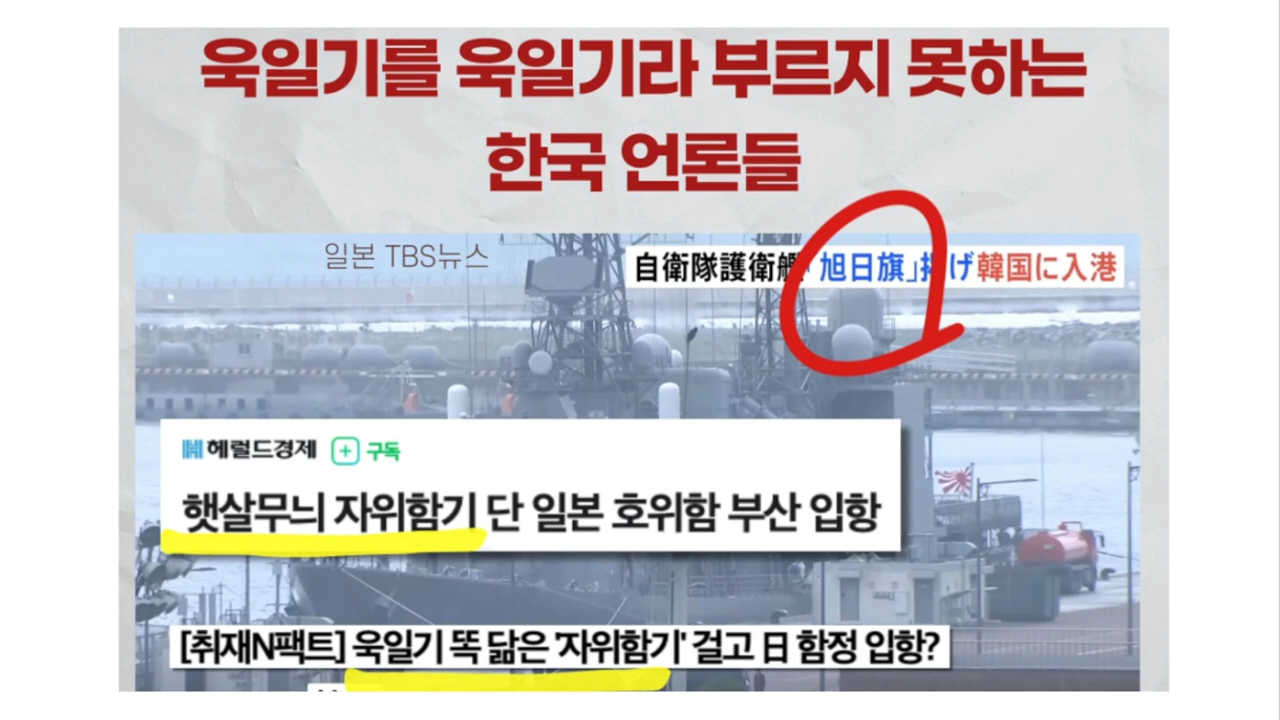 욱일기를 욱일기라 부르지 못하는
한국 언론들
일본 TBS뉴스
自衛隊護衛艦「旭日旗」掲げ韓国に入港
헤럴드경제 구독
햇살무늬 자위함기 단 일본 호위함 부산 입항
[취재N팩트] 욱일기 똑 닮은 '자위함기' 걸고 日 함정 입항?